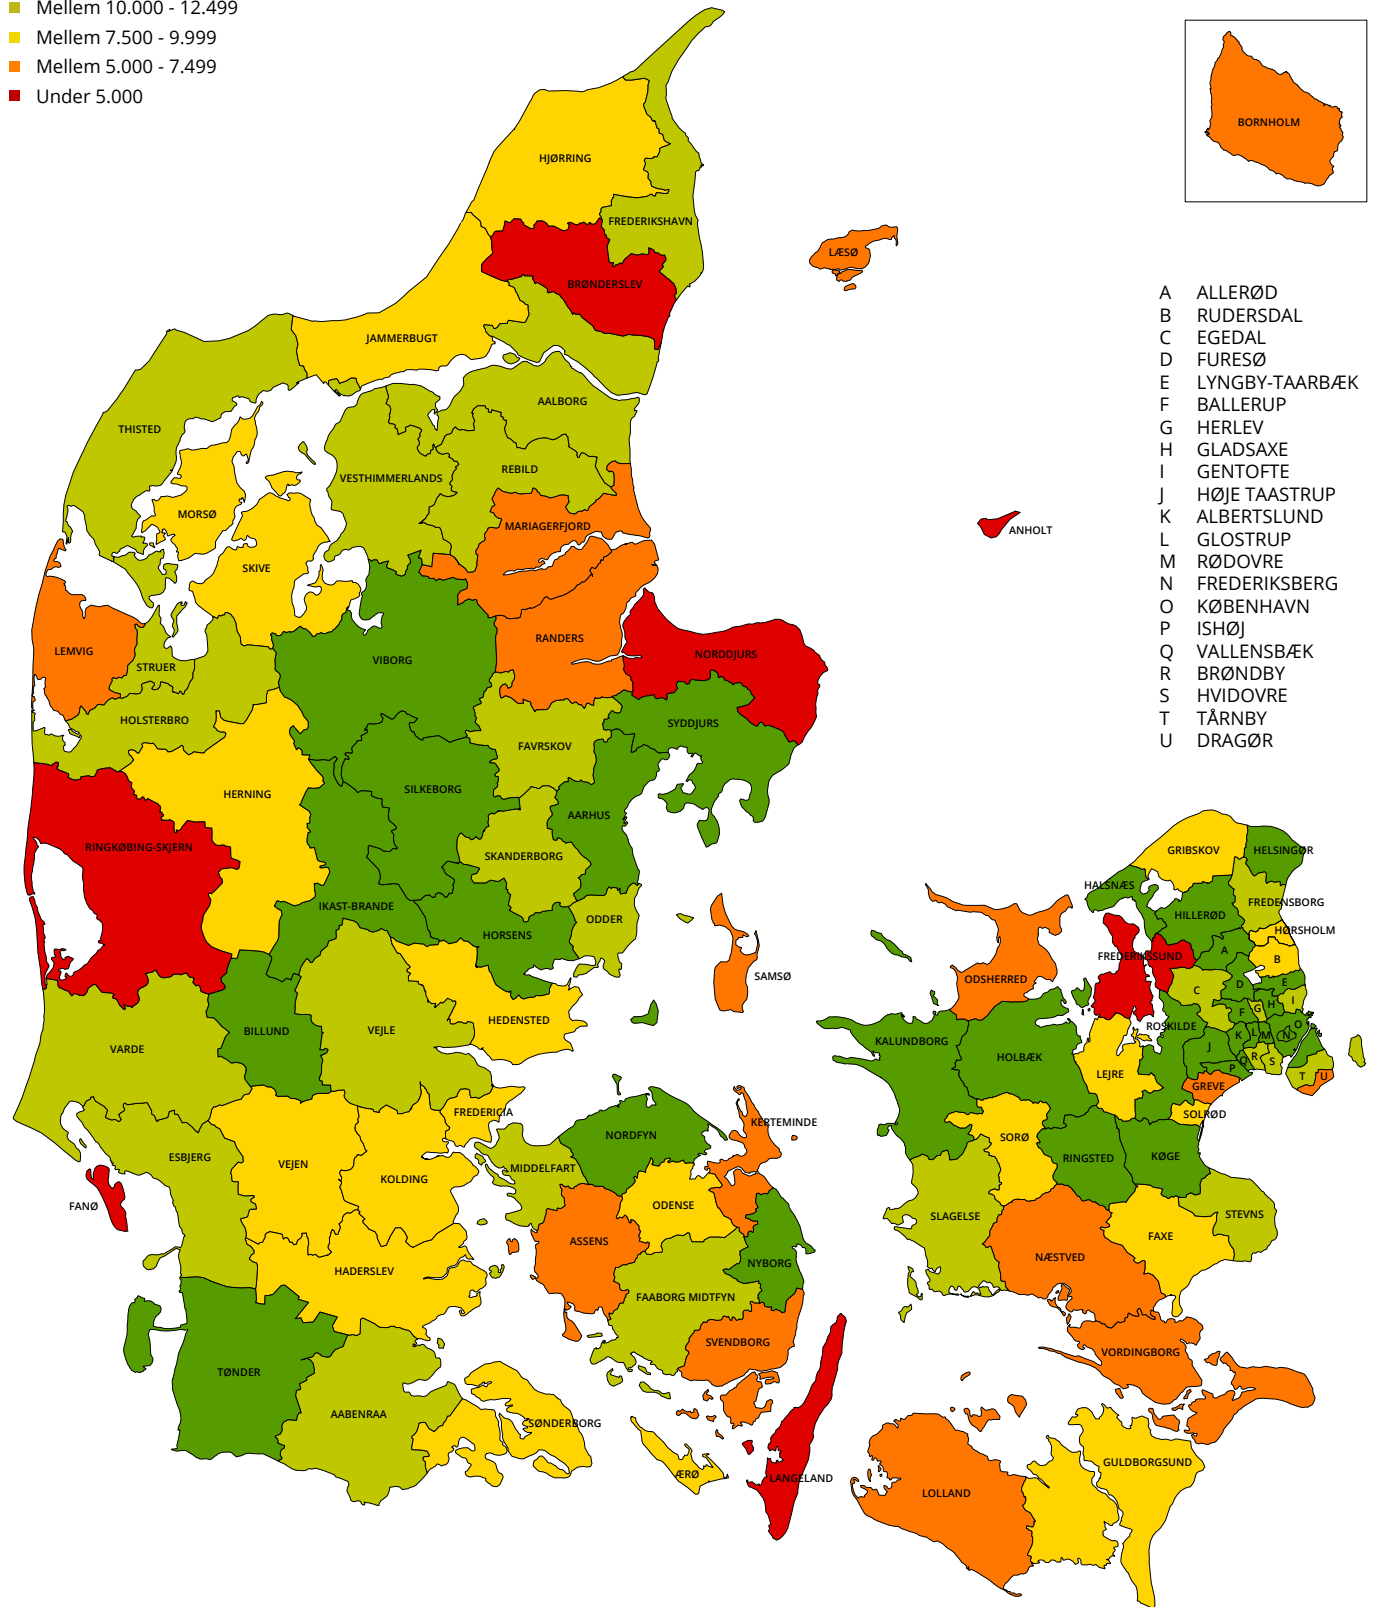 Mellem 10.000 - 12.499
Mellem 7.500 - 9.999
Mellem 5.000 - 7.499
Under 5.000
BORNHOLM
HJØRRING
FREDERIKSHAVN
LÆSØ
BRØNDERSLEV
JAMMERBUGT
A ALLERØD
B RUDERSDAL
C EGEDAL
D FURESØ
E LYNGBY-TAARBÆK
F BALLERUP
G HERLEV
H GLADSAXE
I GENTOFTE
J HØJE TAASTRUP
K ALBERTSLUND
L GLOSTRUP
M RØDOVRE
N FREDERIKSBERG
O KØBENHAVN
P ISHØJ
Q VALLENSBÆK
R BRØNDBY
S HVIDOVRE
T TÅRNBY
U DRAGØR
AALBORG
THISTED
REBILD
VESTHIMMERLANDS
MORSØ
MARIAGERFJORD
ANHOLT
SKIVE
RANDERS
LEMVIG
NORDDJURS
VIBORG
STRUER
HOLSTERBRO
SYDDJURS
FAVRSKOV
SILKEBORG
HERNING
AARHUS
RINGKØBING-SKJERN
SKANDERBORG
GRIBSKOV
HELSINGØR
HALSNÆS
FREDENSBORG
IKAST-BRANDE
ODDER
HILLERØD
HØRSHOLM
HORSENS
A
B
FREDERIKSSUND
SAMSØ
ODSHERRED
C
D
E
I
H
G
F
HEDENSTED
BILLUND
VEJLE
ROSKILDE
O
N
M
L
K
KALUNDBORG
VARDE
HOLBÆK
J
R
S
Q
P
LEJRE
T
U
GREVE
FREDERICIA
SOLRØD
KERTEMINDE
NORDFYN
SORØ
ESBJERG
VEJEN
MIDDELFART
RINGSTED
KØGE
KOLDING
FANØ
ODENSE
STEVNS
SLAGELSE
FAXE
ASSENS
NÆSTVED
NYBORG
HADERSLEV
FAABORG MIDTFYN
SVENDBORG
VORDINGBORG
TØNDER
AABENRAA
SØNDERBORG
GULDBORGSUND
ÆRØ
LANGELAND
LOLLAND